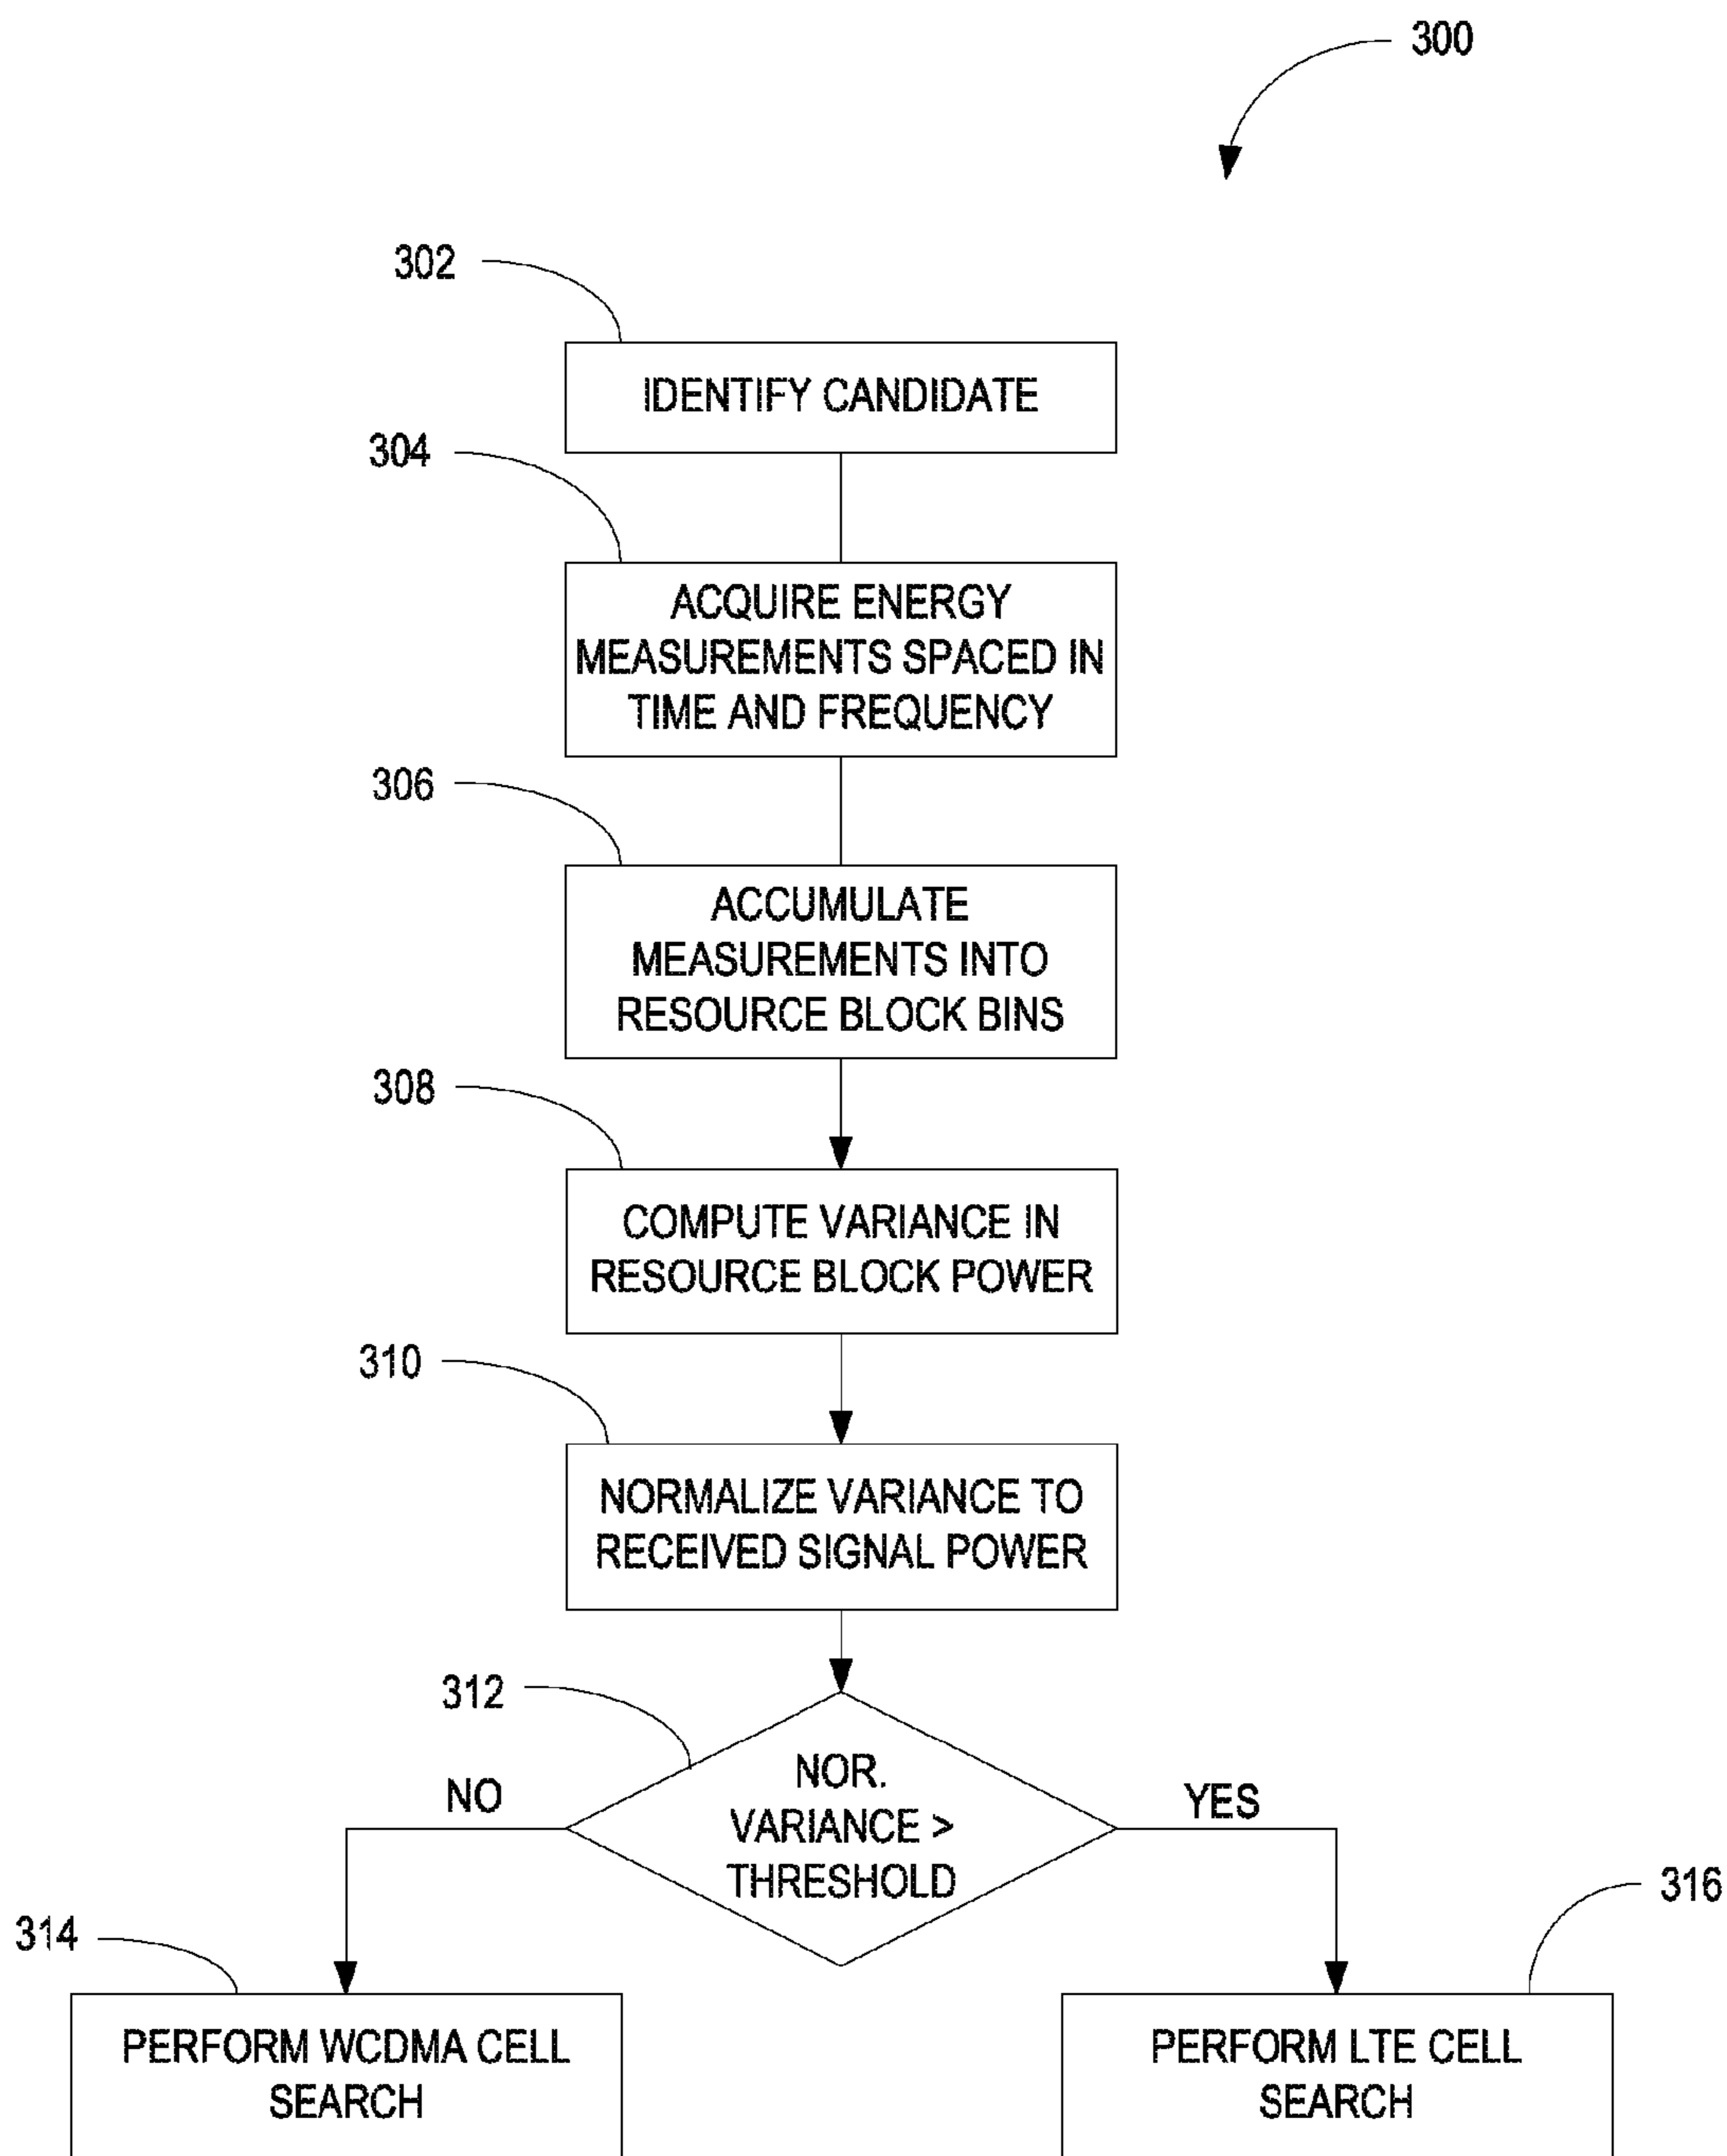 300
302
IDENTIFY CANDIDATE
304
ACQUIRE ENERGY
MEASUREMENTS SPACED IN
TIME AND FREQUENCY
306
ACCUMULATE
MEASUREMENTS INTO
RESOURCE BLOCK BINS
308
COMPUTE VARIANCE IN
RESOURCE BLOCK POWER
310
NORMALIZE VARIANCE TO
RECEIVED SIGNAL POWER
312
NOR.
VARIANCE >
THRESHOLD
NO
YES
314
PERFORM WCDMA CELL
SEARCH
316
PERFORM LTE CELL
SEARCH